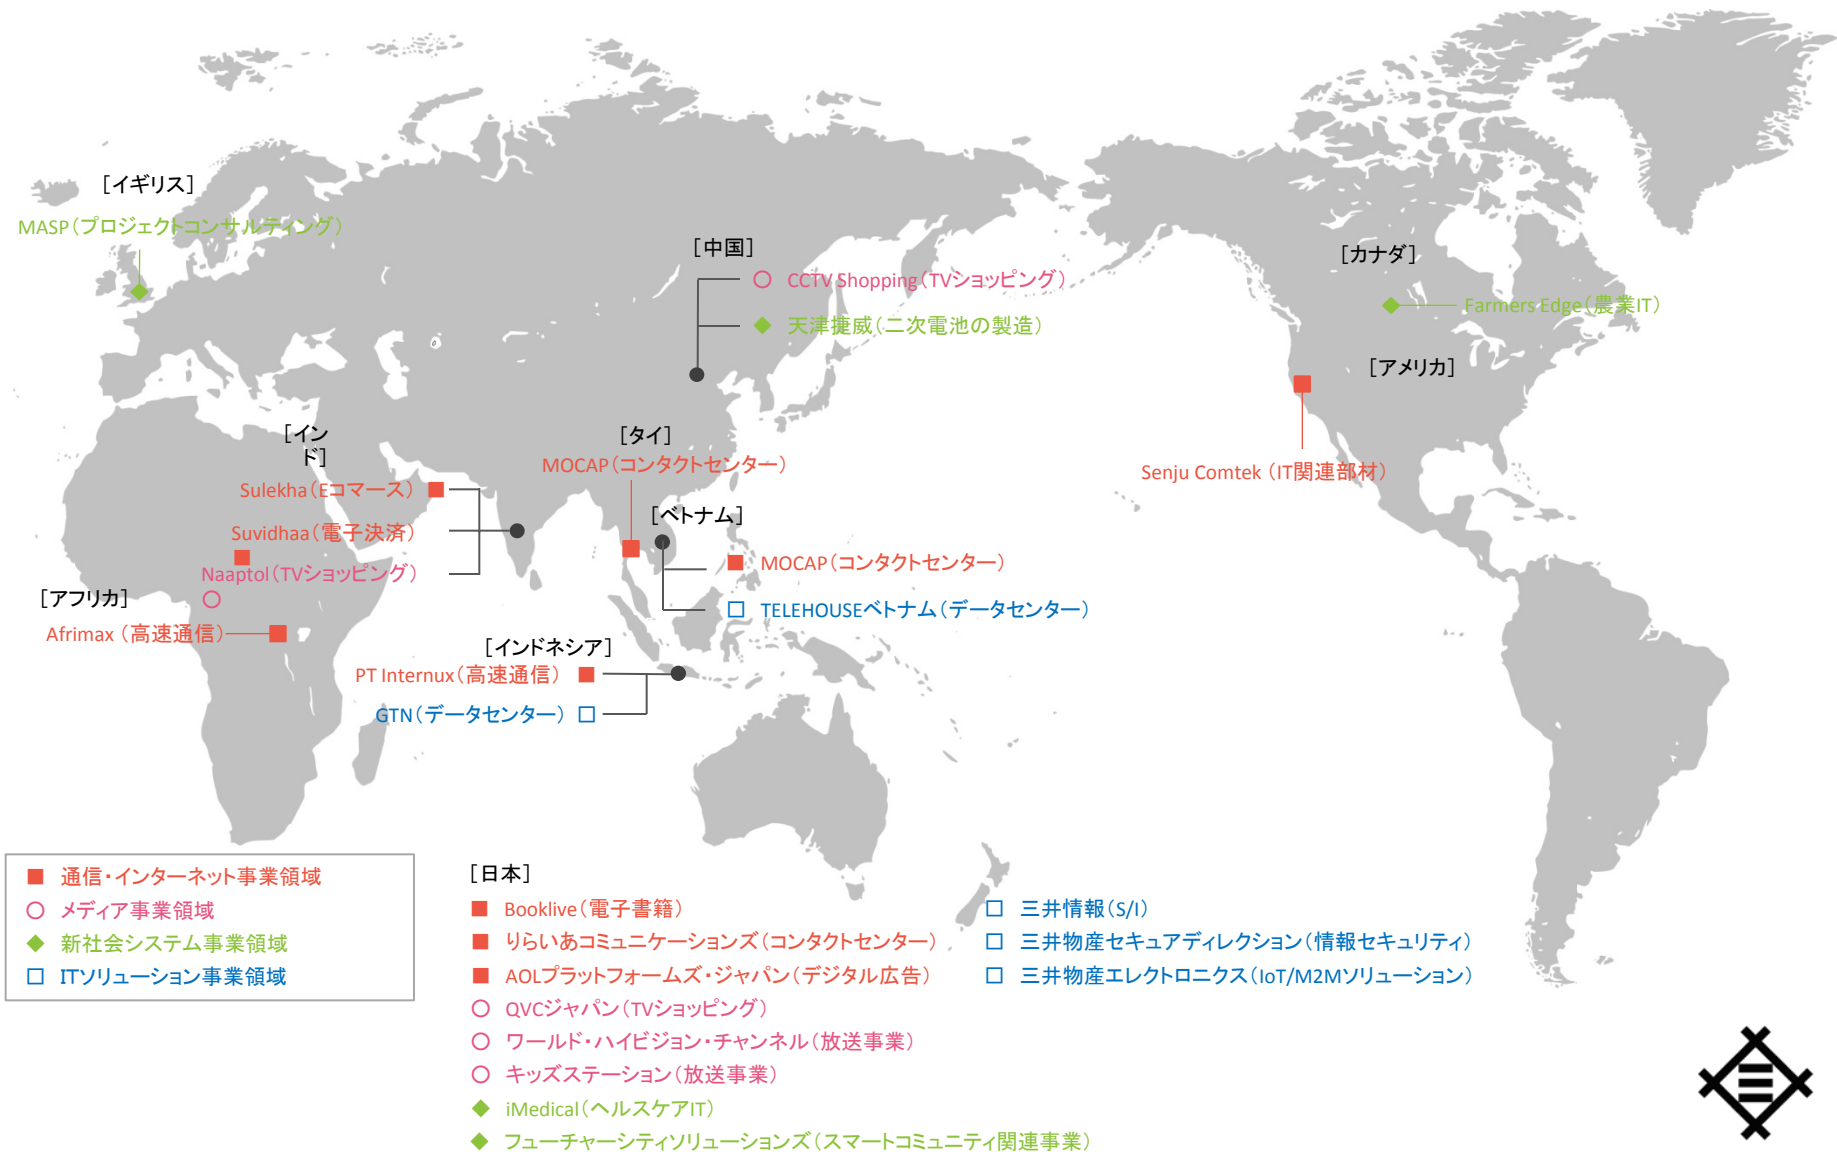 [イギリス]
MASP(プロジェクトコンサルティング)
[中国]
CCTV Shopping(TVショッピング)
天津捷威(二次電池の製造)
[カナダ]
Farmers Edge(農業IT)
[アメリカ]
Senju Comtek (IT関連部材)
[イン
ド]
Sulekha(Eコマース)
Suvidhaa(電子決済)
Naaptol(TVショッピング)
[タイ]
MOCAP(コンタクトセンター)
[ベトナム]
MOCAP(コンタクトセンター)
TELEHOUSEベトナム(データセンター)
[アフリカ]
Afrimax (高速通信)
[インドネシア]
PT Internux(高速通信)
GTN(データセンター)
通信・インターネット事業領域
メディア事業領域
新社会システム事業領域
ITソリューション事業領域
[日本]
Booklive(電子書籍)
りらいあコミュニケーションズ(コンタクトセンター)
AOLプラットフォームズ・ジャパン(デジタル広告)
QVCジャパン(TVショッピング)
ワールド・ハイビジョン・チャンネル(放送事業)
キッズステーション(放送事業)
iMedical(ヘルスケアIT)
フューチャーシティソリューションズ(スマートコミュニティ関連事業)
三井情報(S/I)
三井物産セキュアディレクション(情報セキュリティ)
三井物産エレクトロニクス(IoT/M2Mソリューション)